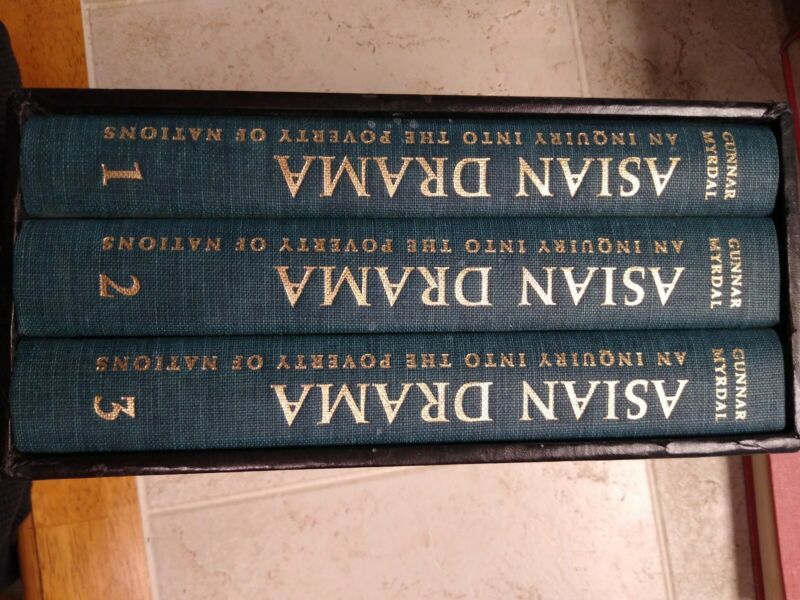 GUNNAR
MYRDAL
ASIAN DRAMA
AN INQUIRY INTO THE POVERTY OF NATIONS
1
GUNNAR
MYRDAL
ASIAN DRAMA
AN INQUIRY INTO THE POVERTY OF NATIONS
2
GUNNAR
MYRDAL
ASIAN DRAMA
AN INQUIRY INTO THE POVERTY OF NATIONS
3